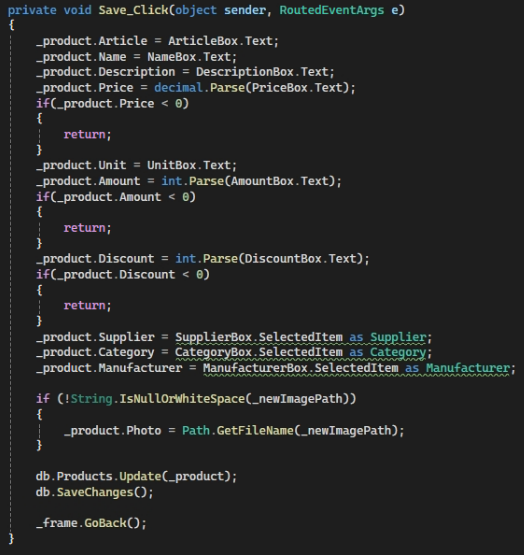 private void Save_Click(object sender, RoutedEventArgs e)
{
    _product.Article = ArticleBox.Text;
    _product.Name = NameBox.Text;
    _product.Description = DescriptionBox.Text;
    _product.Price = decimal.Parse(PriceBox.Text);
    if(_product.Price < 0)
    {
        return;
    }
    _product.Unit = UnitBox.Text;
    _product.Amount = int.Parse(AmountBox.Text);
    if(_product.Amount < 0)
    {
        return;
    }
    _product.Discount = int.Parse(DiscountBox.Text);
    if(_product.Discount < 0)
    {
        return;
    }
    _product.Supplier = SupplierBox.SelectedItem as Supplier;
    _product.Category = CategoryBox.SelectedItem as Category;
    _product.Manufacturer = ManufacturerBox.SelectedItem as Manufacturer;

    if (!String.IsNullOrWhiteSpace(_newImagePath))
    {
        _product.Photo = Path.GetFileName(_newImagePath);
    }

    db.Products.Update(_product);
    db.SaveChanges();

    _frame.GoBack();
}